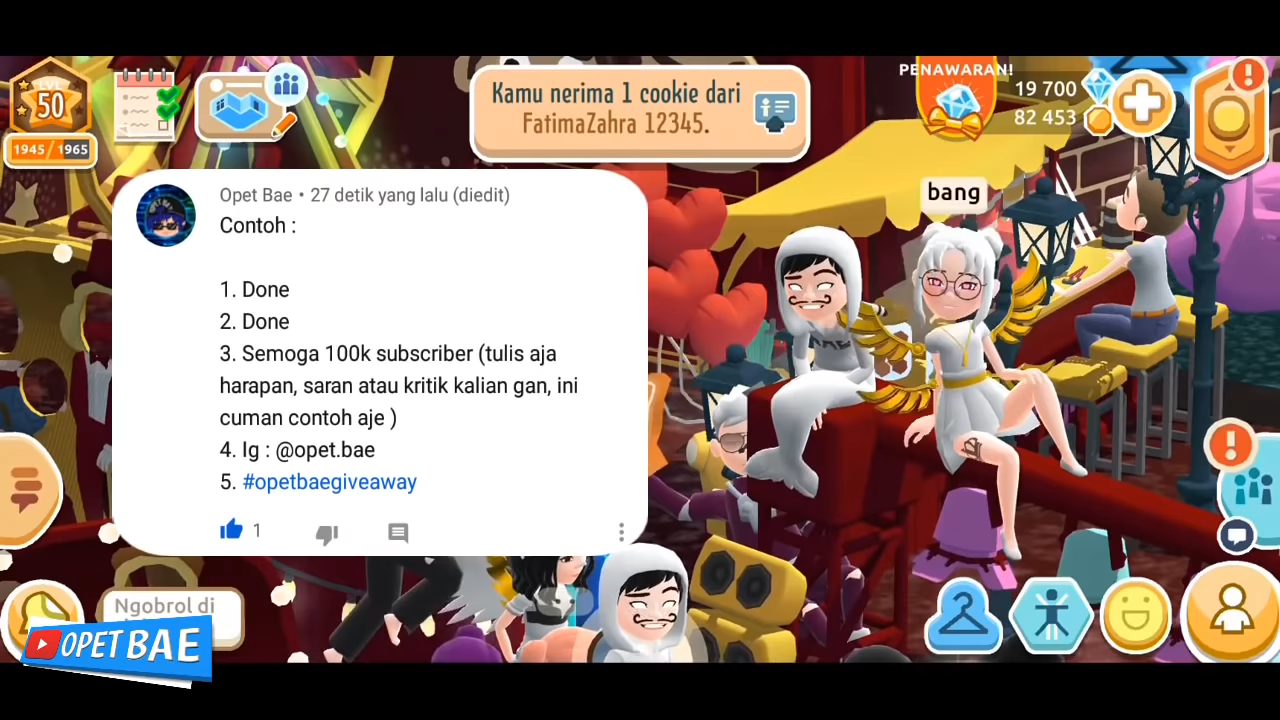 LVL
50
1945 / 1965
Kamu nerima 1 cookie dari
FatimaZahra 12345.
PENAWARAN!
19 700
82 453
bang
Opet Bae • 27 detik yang lalu (diedit)
Contoh :
1. Done
2. Done
3. Semoga 100k subscriber (tulis aja
harapan, saran atau kritik kalian gan, ini
cuman contoh aje )
4. Ig : @opet.bae
5. #opetbaegiveaway
1
Ngobrol di
OPET BAE